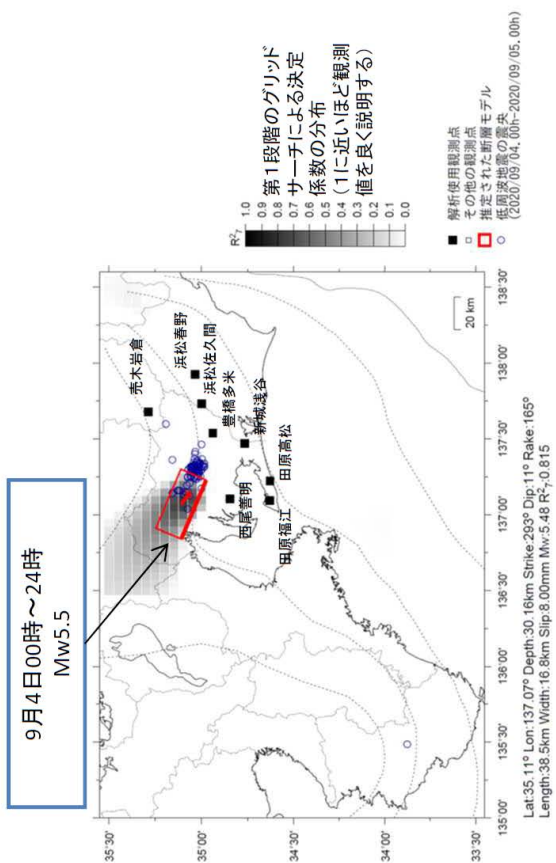 9月4日00時～24時
Mw5.5
35°30'
35°00'
34°30'
34°00'
33°30'
135°00'
135°30'
136°00'
136°30'
137°00'
137°30'
138°00'
138°30'
売木岩倉
浜松春野
浜松佐久間
豊橋多米
新城浅谷
西尾善明
田原高松
田原福江
20 km
R²₇
1.0
0.9
0.8
0.7
0.6
0.5
0.4
0.3
0.2
0.1
0.0
第1段階のグリッド
サーチによる決定
係数の分布
(1に近いほど観測
値を良く説明する)
解析使用観測点
その他の観測点
推定された断層モデル
低周波地震の震央
(2020/09/04.00h-2020/09/05.00h)
Lat:35.11° Lon:137.07° Depth:30.16km Strike:293° Dip:11° Rake:165°
Length:38.5km Width:16.8km Slip:8.00mm Mw:5.48 R²₇:0.815